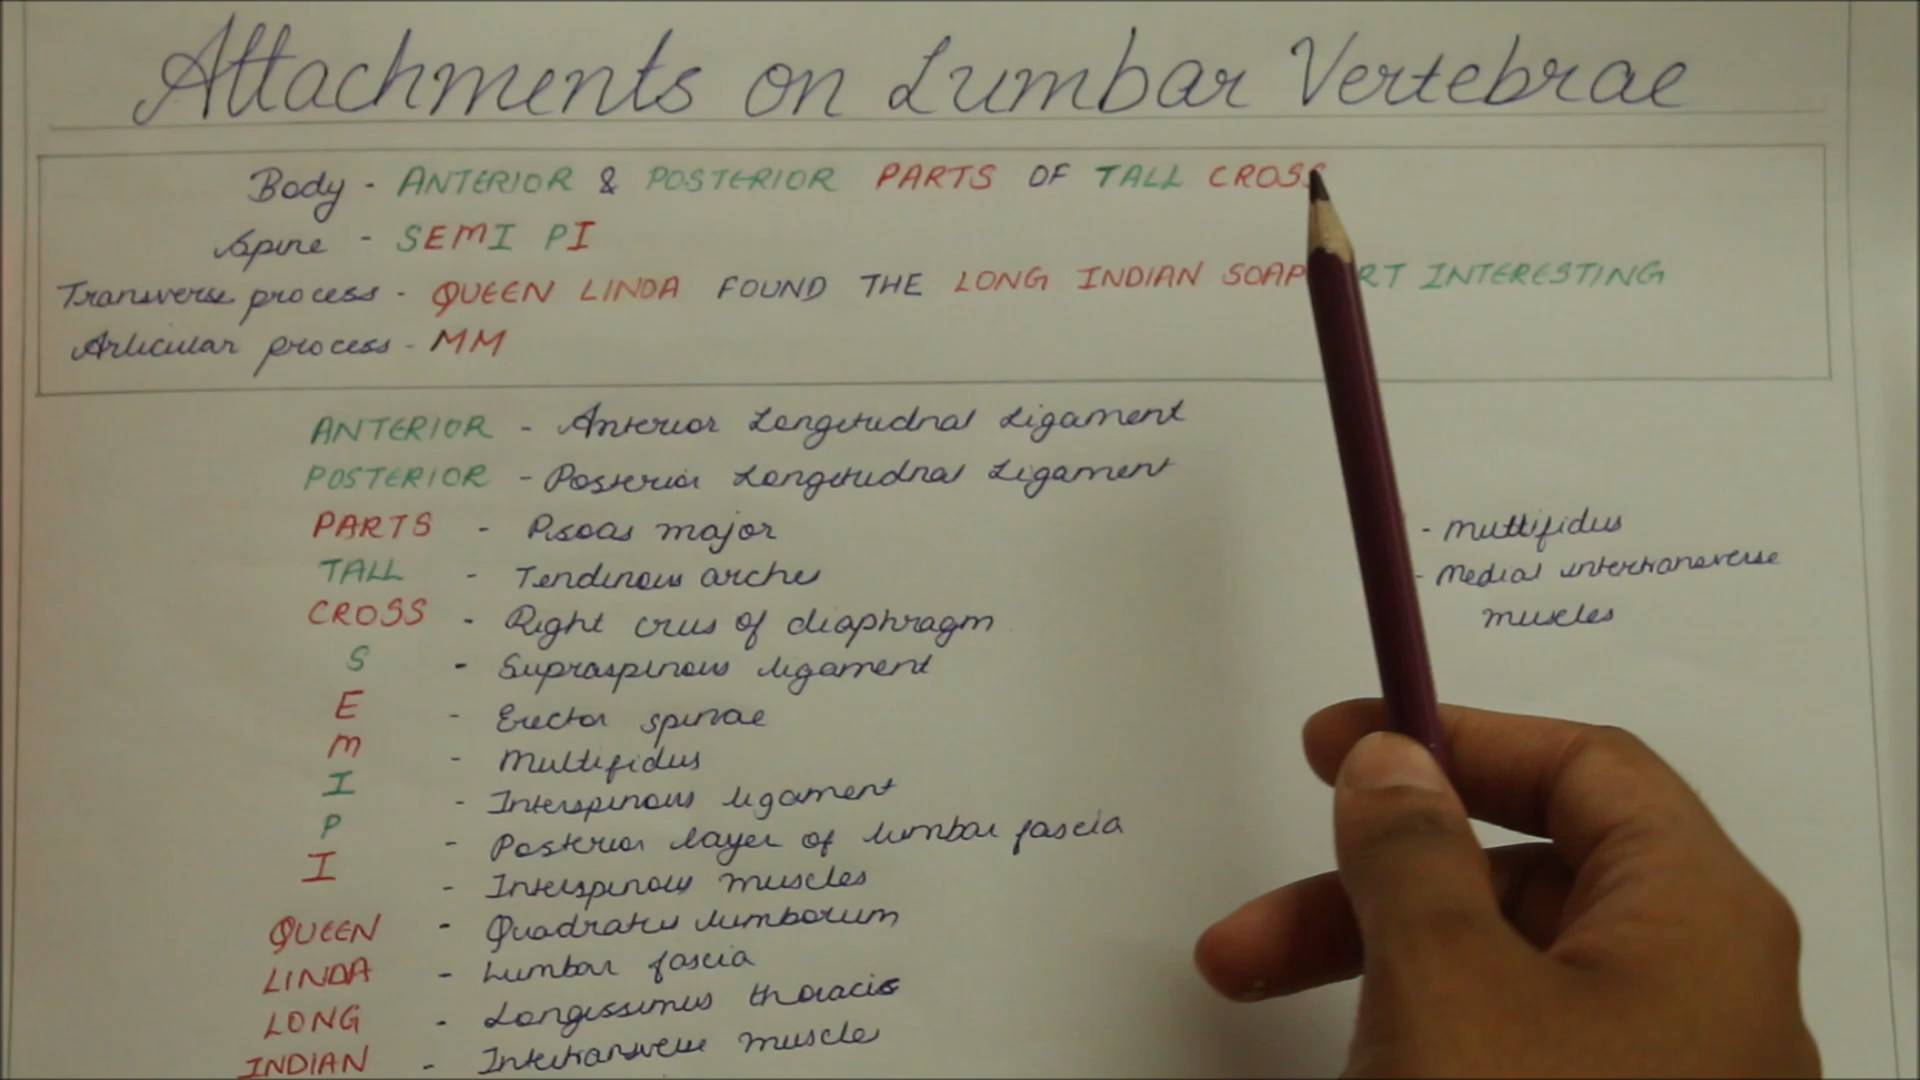 Attachments on Lumbar Vertebrae
Body - ANTERIOR & POSTERIOR PARTS OF TALL CROSS
Spine - SEMI PI
Transverse process - QUEEN LINDA FOUND THE LONG INDIAN SOAP RT INTERESTING
Articular process - MM
ANTERIOR - Anterior Longitudnal Ligament
POSTERIOR - Posterior Longitudnal Ligament
PARTS - Psoas major
TALL - Tendinous arches
CROSS - Right crus of diaphragm
S - Supraspinous ligament
E - Erector spinae
M - Multifidus
I - Interspinous ligament
P - Posterior layer of lumbar fascia
I - Interspinous muscles
QUEEN - Quadratus lumborum
LINDA - Lumbar fascia
LONG - Longissimus thoracis
INDIAN - Intertransverse muscle
- Multifidus
- Medial intertransverse
muscles